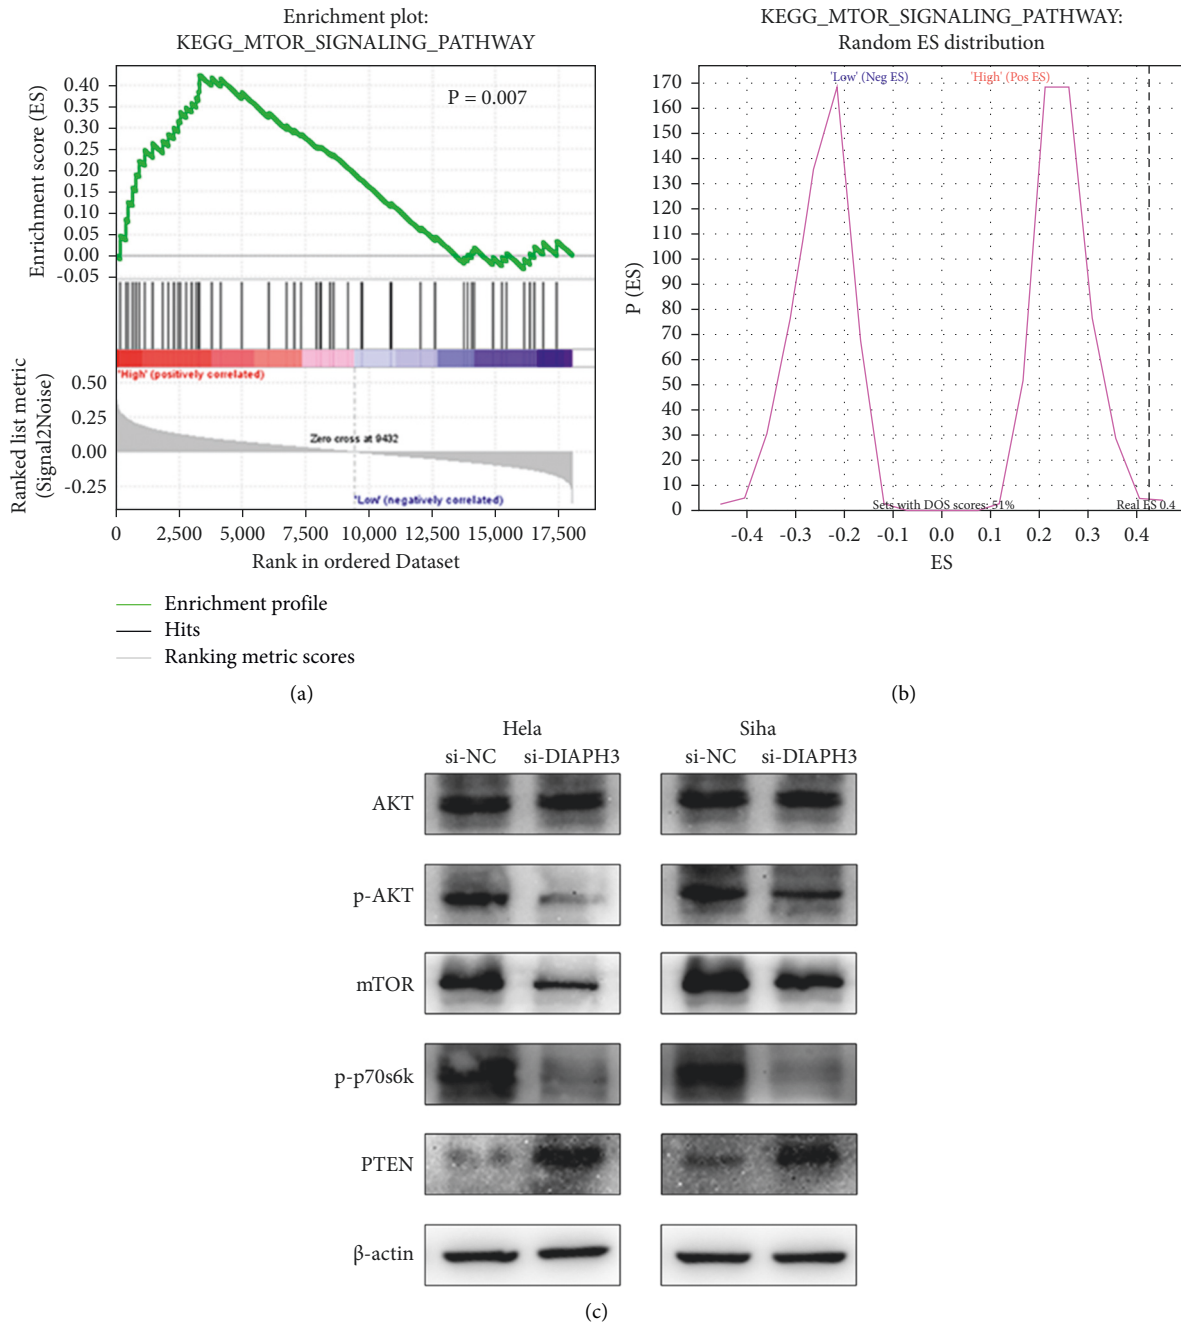 Enrichment plot:
KEGG_MTOR_SIGNALING_PATHWAY
Enrichment score (ES)
0.40
0.35
0.30
0.25
0.20
0.15
0.10
0.05
0.00
-0.05
P = 0.007
'High' (positively correlated)
Ranked list metric
(Signal2Noise)
0.50
0.25
0.00
-0.25
Zero cross at 9432
'Low' (negatively correlated)
0 2,500 5,000 7,500 10,000 12,500 15,000 17,500
Rank in ordered Dataset
Enrichment profile
Hits
Ranking metric scores
(a)
KEGG_MTOR_SIGNALING_PATHWAY:
Random ES distribution
'Low' (Neg ES) 'High' (Pos ES)
P (ES)
170
160
150
140
130
120
110
100
90
80
70
60
50
40
30
20
10
0
Sets with DOS scores: 51% Real ES 0.4
-0.4 -0.3 -0.2 -0.1 0.0 0.1 0.2 0.3 0.4
ES
(b)
Hela Siha
si-NC si-DIAPH3 si-NC si-DIAPH3
AKT
p-AKT
mTOR
p-p70s6k
PTEN
β-actin
(c)